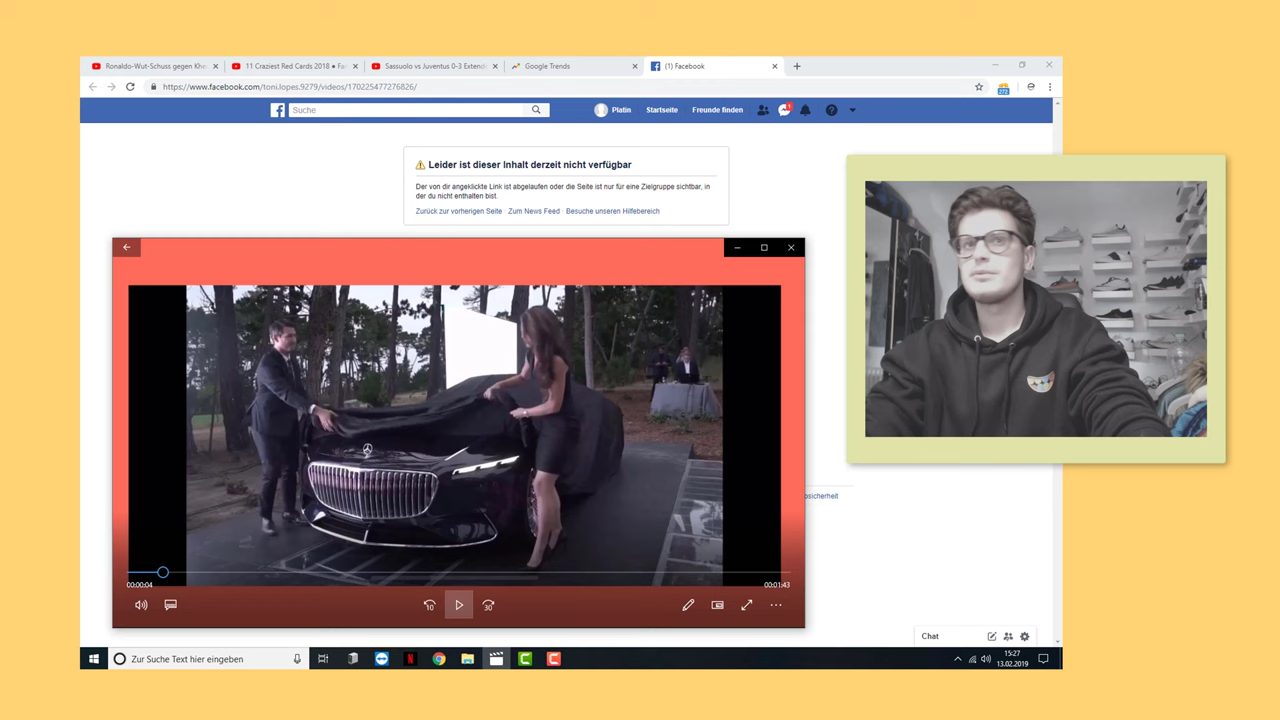 Ronaldo-Wut-Schuss gegen Khe
11 Craziest Red Cards 2018 ● Fa
Sassuolo vs Juventus 0-3 Extend
Google Trends
(1) Facebook
https://www.facebook.com/toni.lopes.9279/videos/170225477276826/
272
Suche
Platin
Startseite
Freunde finden
Leider ist dieser Inhalt derzeit nicht verfügbar
Der von dir angeklickte Link ist abgelaufen oder die Seite ist nur für eine Zielgruppe sichtbar, in
der du nicht enthalten bist.
Zurück zur vorherigen Seite · Zum News Feed · Besuche unseren Hilfebereich
osicherheit
00:00:04
00:01:43
10
30
Chat
Zur Suche Text hier eingeben
N
15:27
13.02.2019